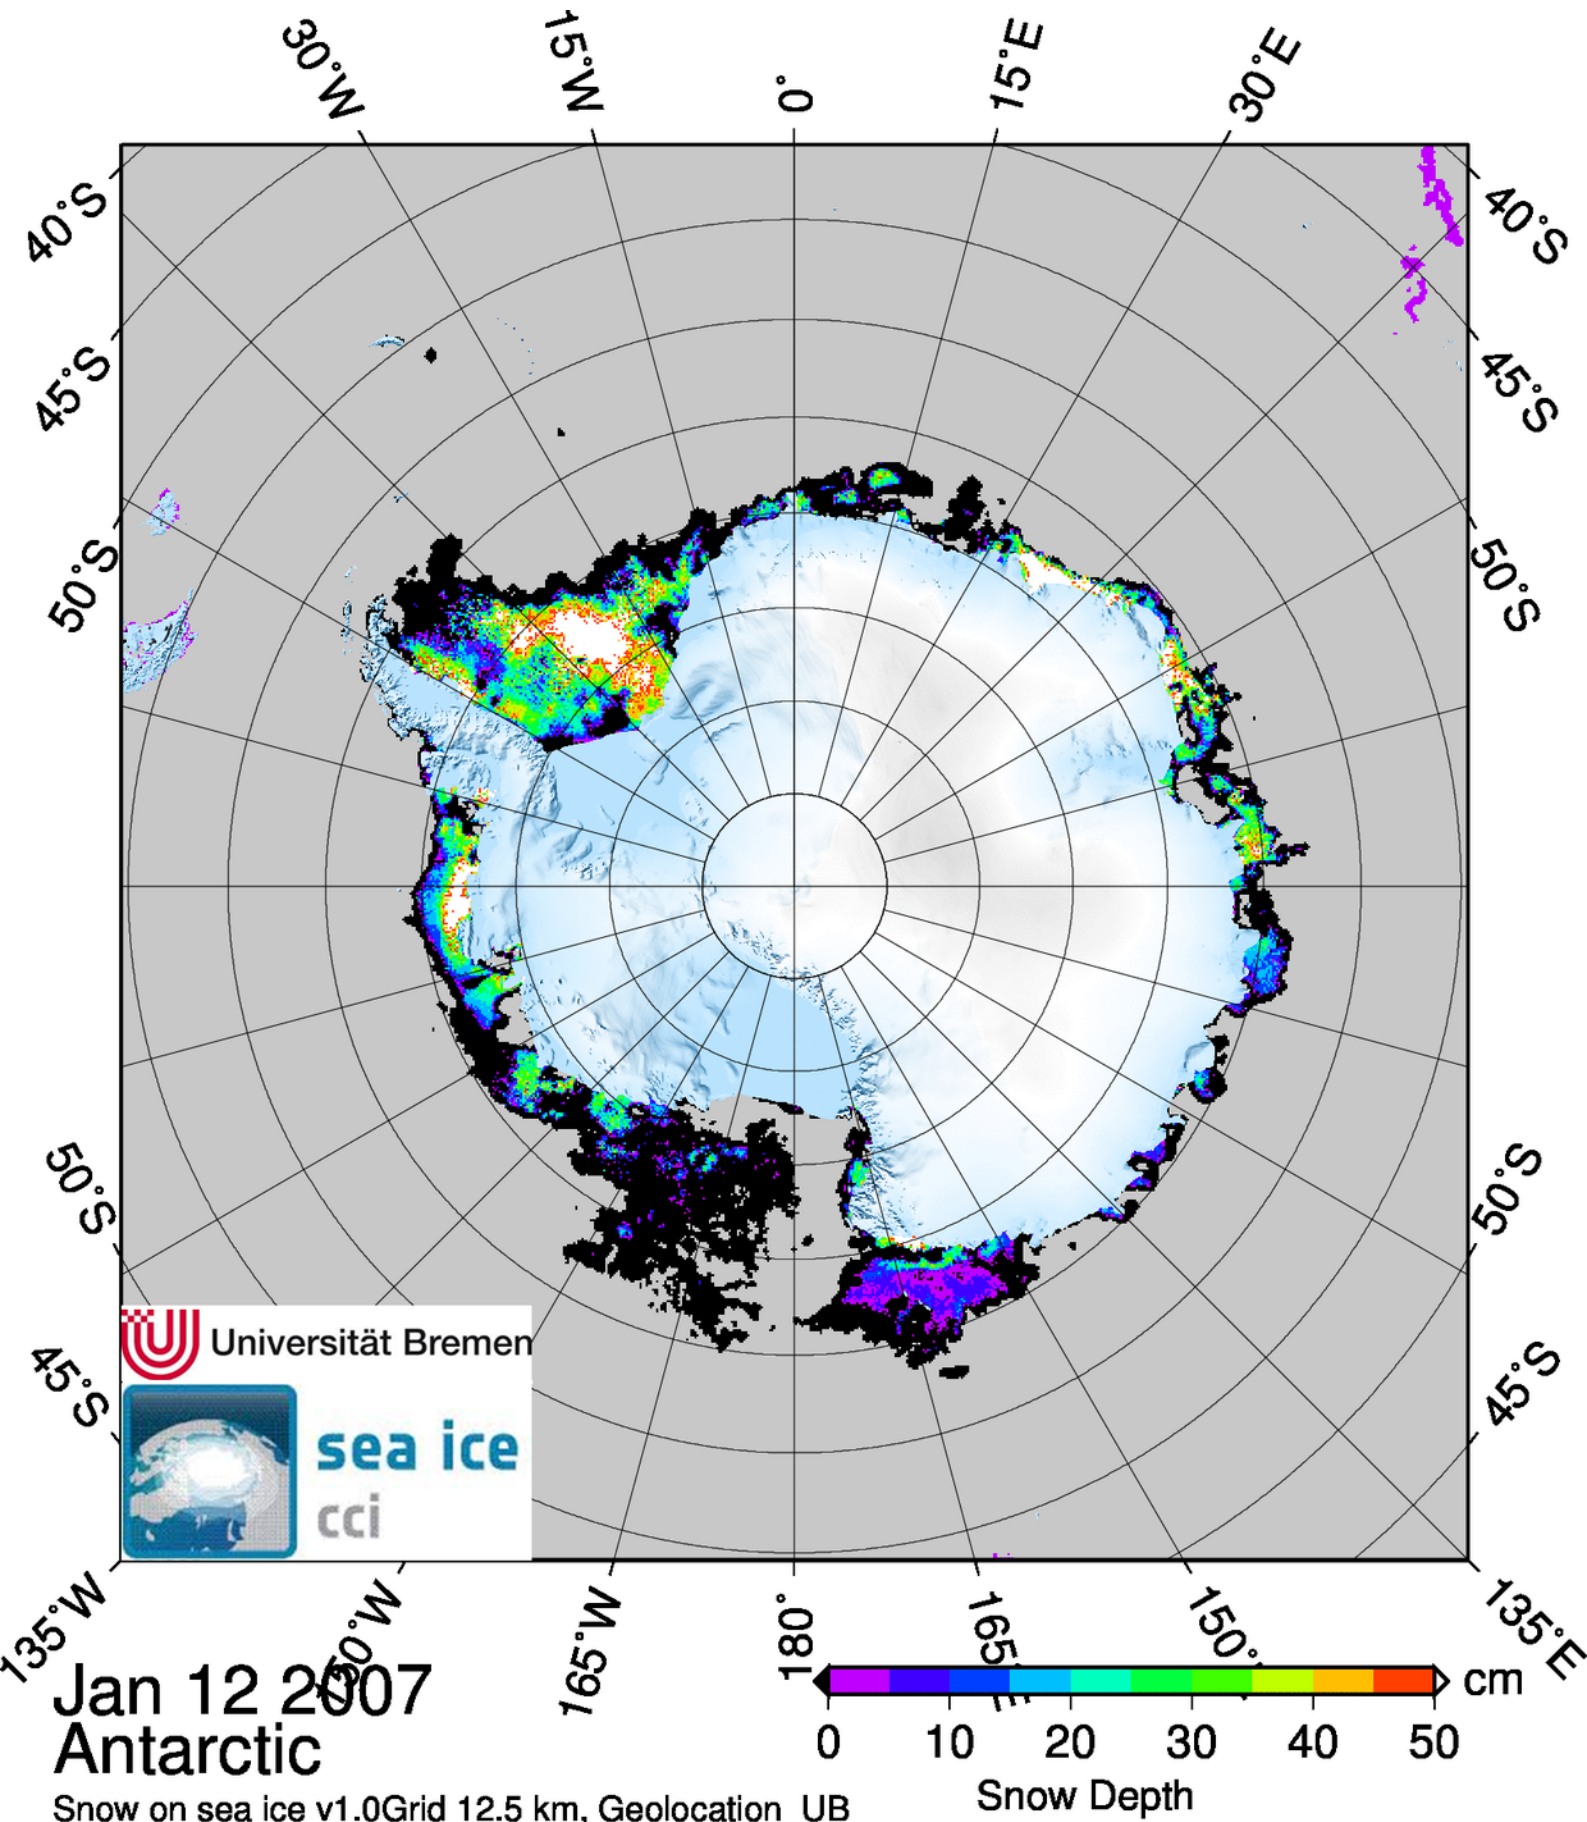 30°W 15°W 0° 15°E 30°E
40°S 40°S
45°S 45°S
50°S 50°S
50°S 50°S
45°S 45°S
Universität Bremen
sea ice
cci
135°W 150°W 165°W 180° 165°E 150° 135°E
Jan 12 2007
Antarctic
Snow on sea ice v1.0Grid 12.5 km, Geolocation UB
cm
0 10 20 30 40 50
Snow Depth